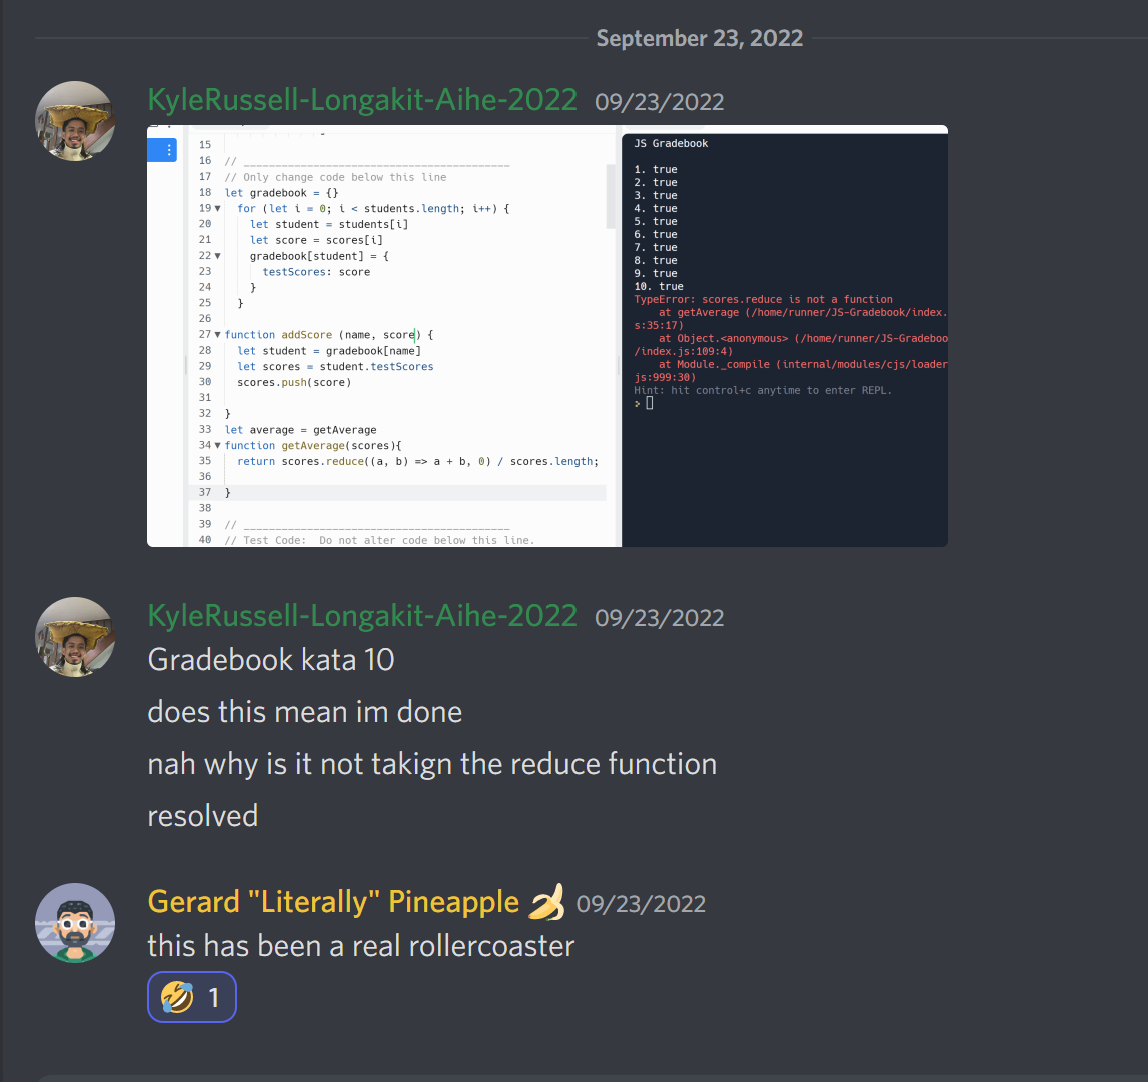 September 23, 2022
KyleRussell-Longakit-Aihe-2022 09/23/2022
15
16 // _________________________________________
17 // Only change code below this line
18 let gradebook = {}
19 for (let i = 0; i < students.length; i++) {
20 let student = students[i]
21 let score = scores[i]
22 gradebook[student] = {
23 testScores: score
24 }
25 }
26
27 function addScore (name, score) {
28 let student = gradebook[name]
29 let scores = student.testScores
30 scores.push(score)
31
32 }
33 let average = getAverage
34 function getAverage(scores){
35 return scores.reduce((a, b) => a + b, 0) / scores.length;
36
37 }
38
39 // _________________________________________
40 // Test Code:  Do not alter code below this line.
JS Gradebook
1. true
2. true
3. true
4. true
5. true
6. true
7. true
8. true
9. true
10. true
TypeError: scores.reduce is not a function
at getAverage (/home/runner/JS-Gradebook/index.
s:35:17)
at Object.<anonymous> (/home/runner/JS-Gradeboo
/index.js:109:4)
at Module._compile (internal/modules/cjs/loader
js:999:30)
Hint: hit control+c anytime to enter REPL.
>
KyleRussell-Longakit-Aihe-2022 09/23/2022
Gradebook kata 10
does this mean im done
nah why is it not takign the reduce function
resolved
Gerard "Literally" Pineapple 🍌 09/23/2022
this has been a real rollercoaster
🤣 1